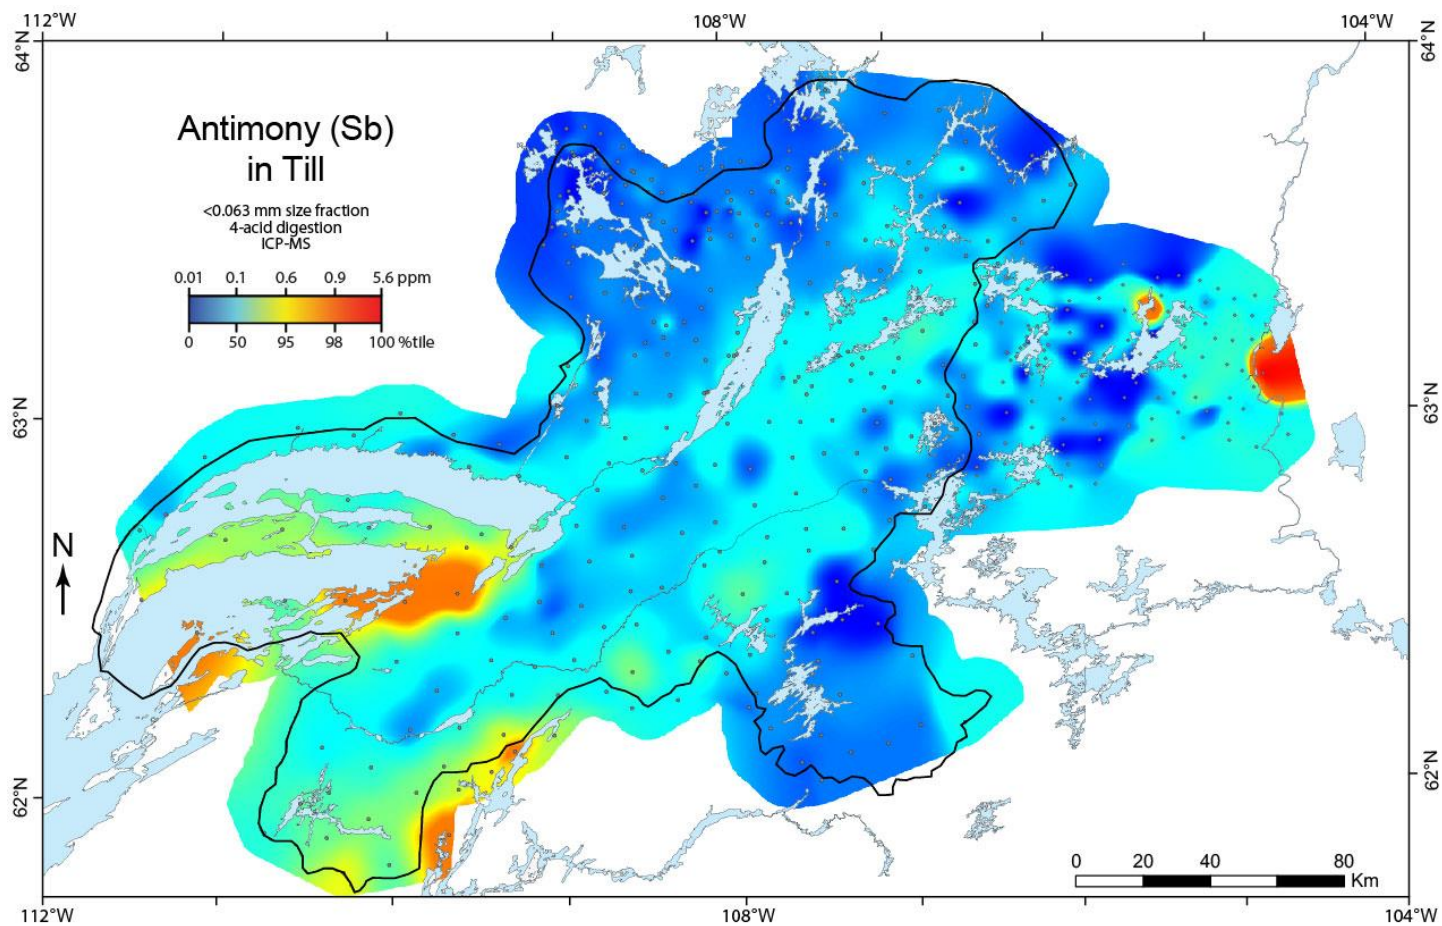 112°W 108°W 104°W
64°N 64°N
Antimony (Sb)
in Till
<0.063 mm size fraction
4-acid digestion
ICP-MS
0.01 0.1 0.6 0.9 5.6 ppm
0 50 95 98 100 %tile
63°N 63°N
N
62°N 62°N
0 20 40 80
Km
112°W 108°W 104°W